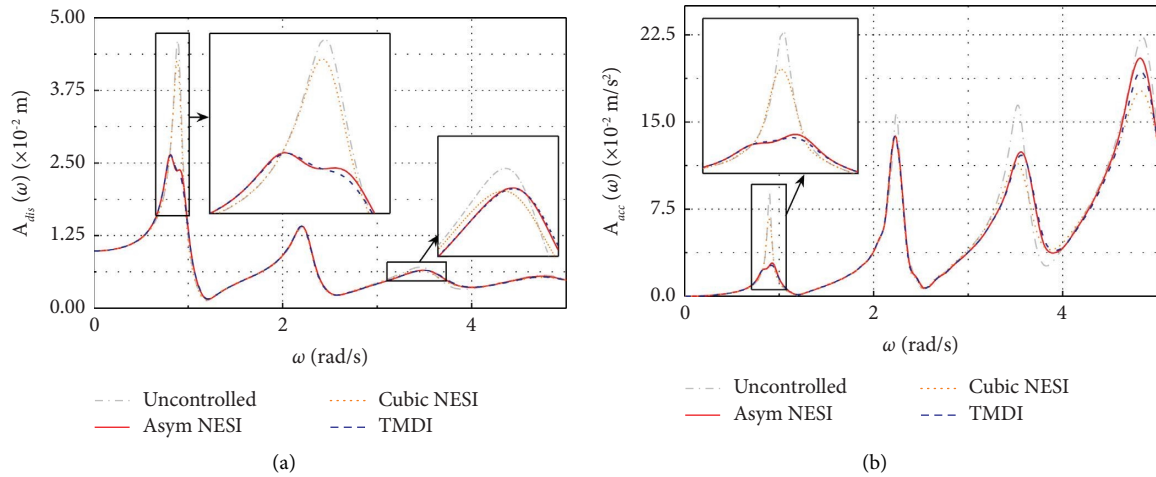 5.00
3.75
2.50
1.25
0.00
A_dis (ω) (×10⁻² m)
0
2
4
ω (rad/s)
Uncontrolled
Cubic NESI
Asym NESI
TMDI
(a)
22.5
15.0
7.5
0.0
A_acc (ω) (×10⁻² m/s²)
0
2
4
ω (rad/s)
Uncontrolled
Cubic NESI
Asym NESI
TMDI
(b)